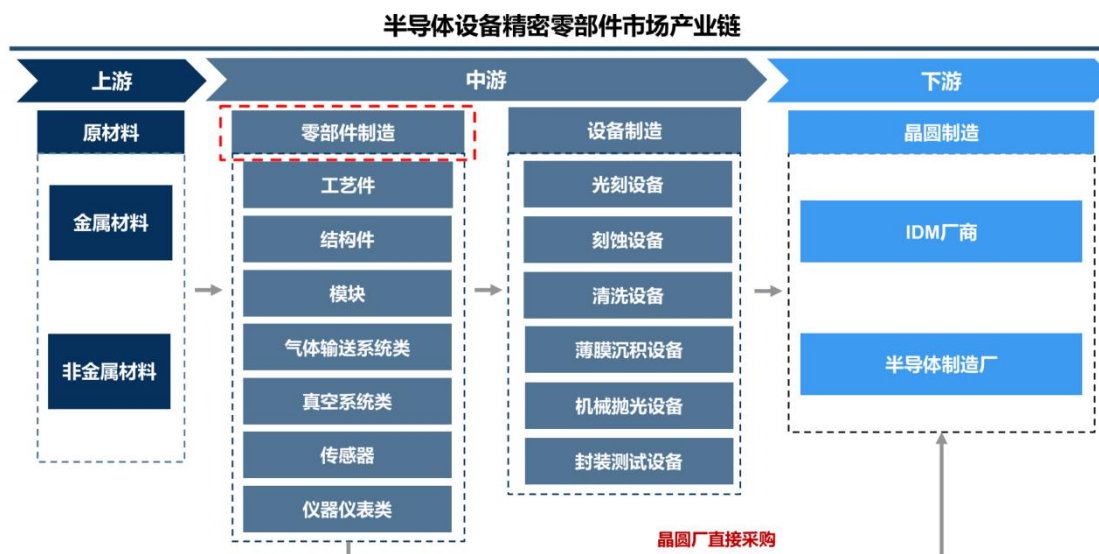 半导体设备精密零部件市场产业链
上游
中游
下游
原材料
零部件制造
设备制造
晶圆制造
金属材料
非金属材料
工艺件
结构件
模块
气体输送系统类
真空系统类
传感器
仪器仪表类
光刻设备
刻蚀设备
清洗设备
薄膜沉积设备
机械抛光设备
封装测试设备
IDM厂商
半导体制造厂
晶圆厂直接采购